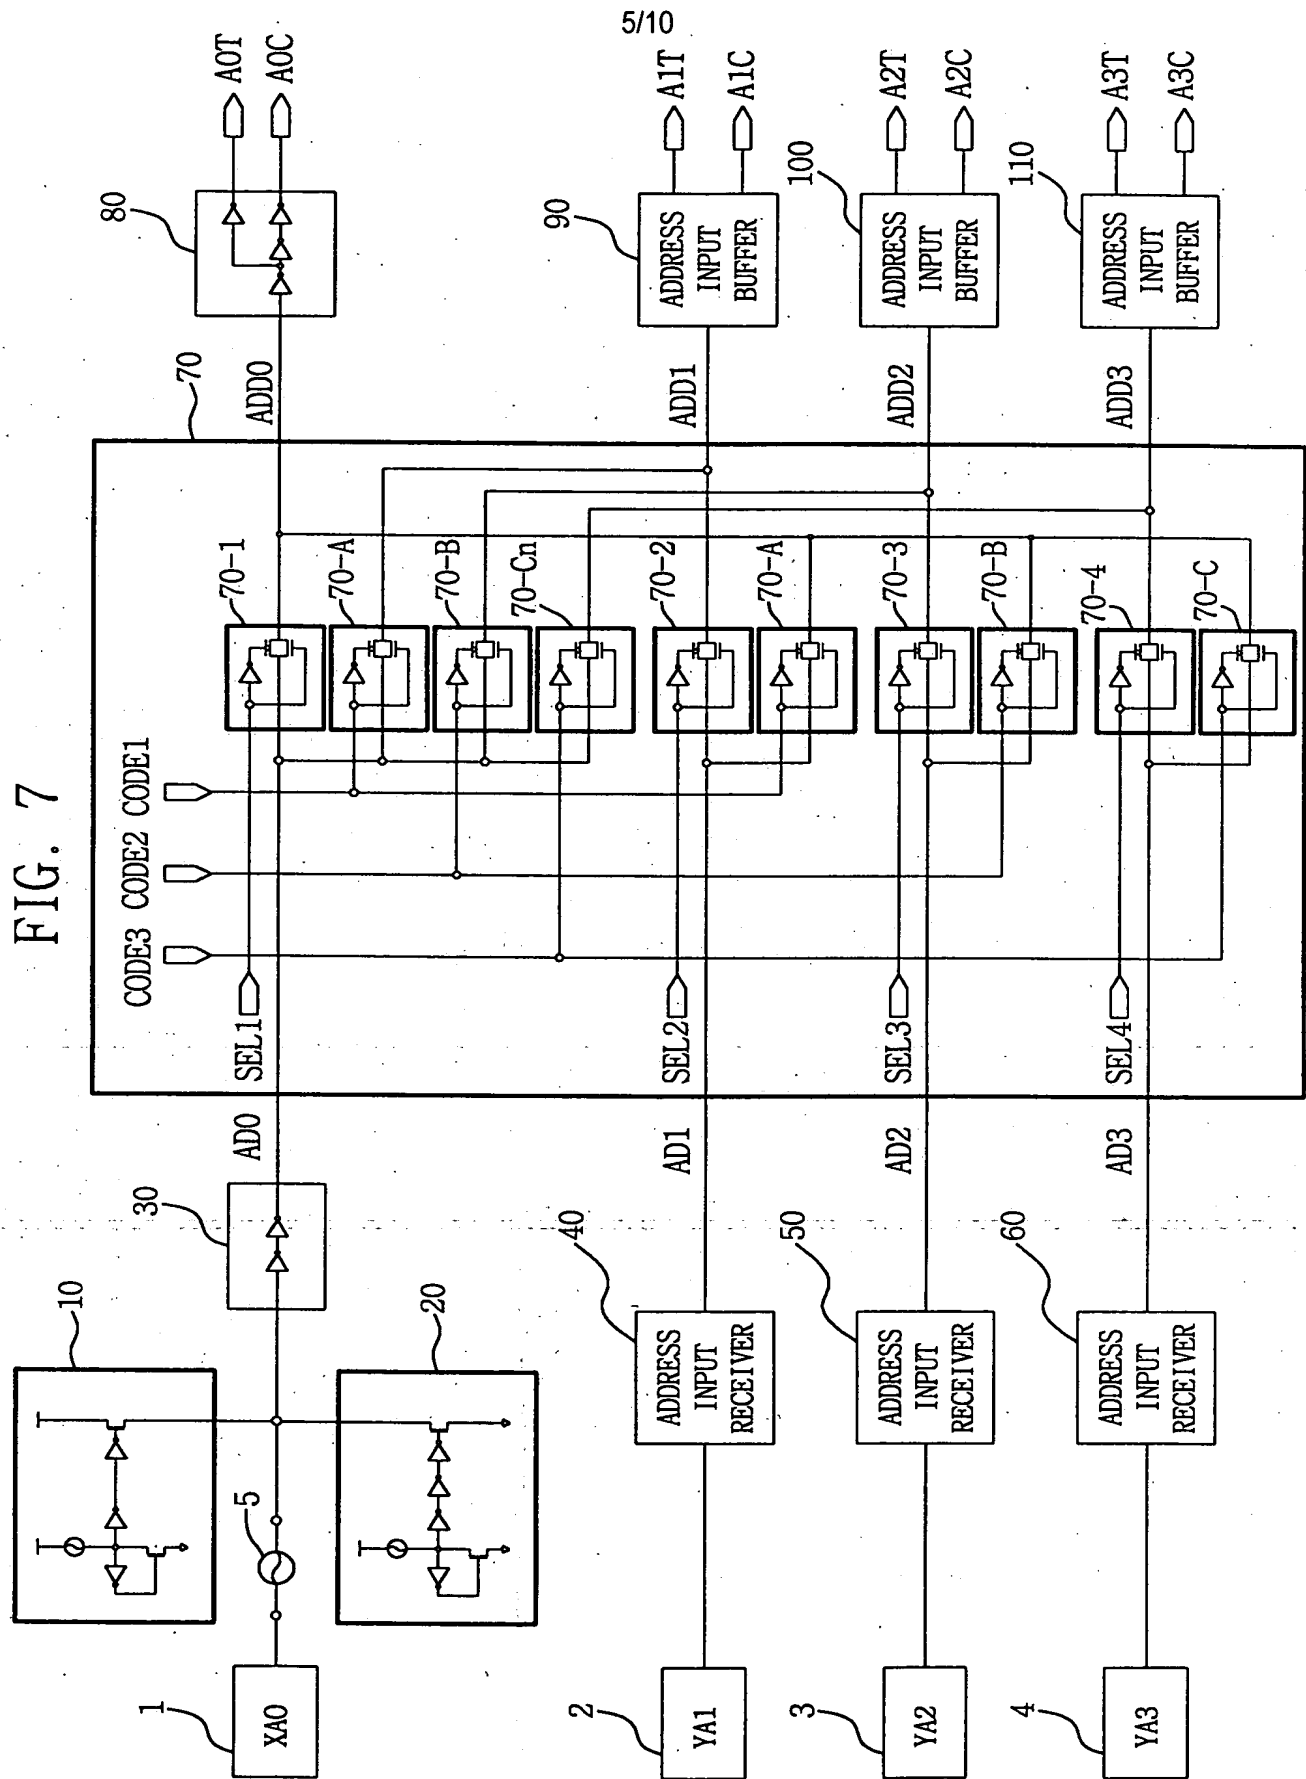 5/10
FIG. 7
1
XA0
5
10
20
30
AD0
SEL1
CODE3
CODE2
CODE1
70
70-1
70-A
70-B
70-Cn
ADD0
80
A0T
A0C
2
YA1
40
ADDRESS
INPUT
RECEIVER
AD1
SEL2
70-2
70-A
ADD1
90
ADDRESS
INPUT
BUFFER
A1T
A1C
3
YA2
50
ADDRESS
INPUT
RECEIVER
AD2
SEL3
70-3
70-B
ADD2
100
ADDRESS
INPUT
BUFFER
A2T
A2C
4
YA3
60
ADDRESS
INPUT
RECEIVER
AD3
SEL4
70-4
70-C
ADD3
110
ADDRESS
INPUT
BUFFER
A3T
A3C